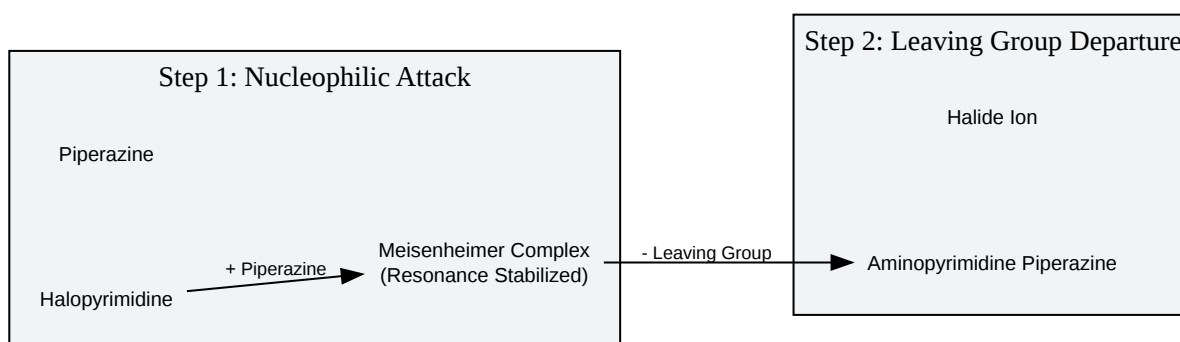 Step 1: Nucleophilic Attack
Piperazine
Halopyrimidine
+ Piperazine
Meisenheimer Complex
(Resonance Stabilized)
- Leaving Group
Step 2: Leaving Group Departure
Halide Ion
Aminopyrimidine Piperazine